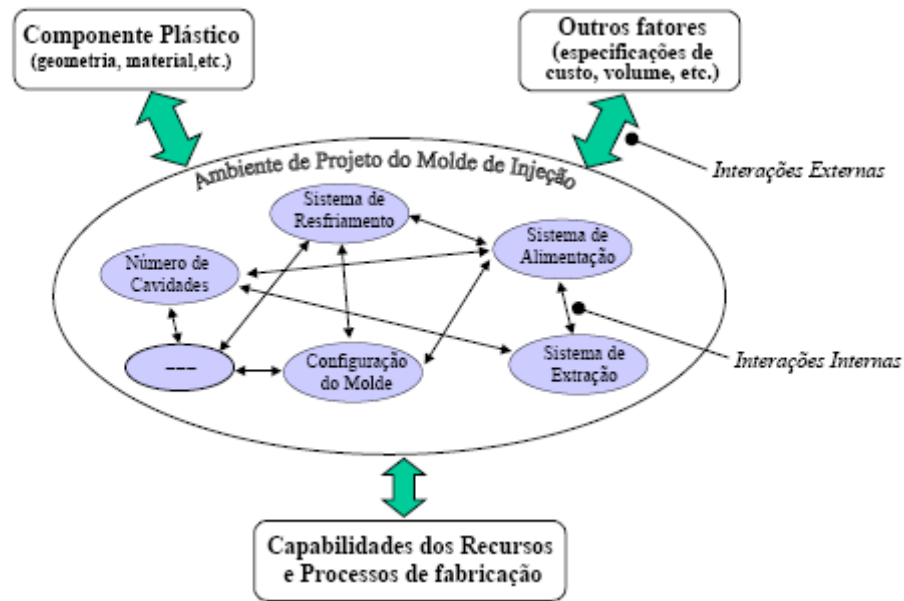 Componente Plástico
(geometria, material,etc.)
Outros fatores
(especificações de
custo, volume, etc.)
Ambiente de Projeto do Molde de Injeção
Interações Externas
Sistema de
Resfriamento
Sistema de
Alimentação
Número de
Cavidades
---
Configuração
do Molde
Sistema de
Extração
Interações Internas
Capabilidades dos Recursos
e Processos de fabricação